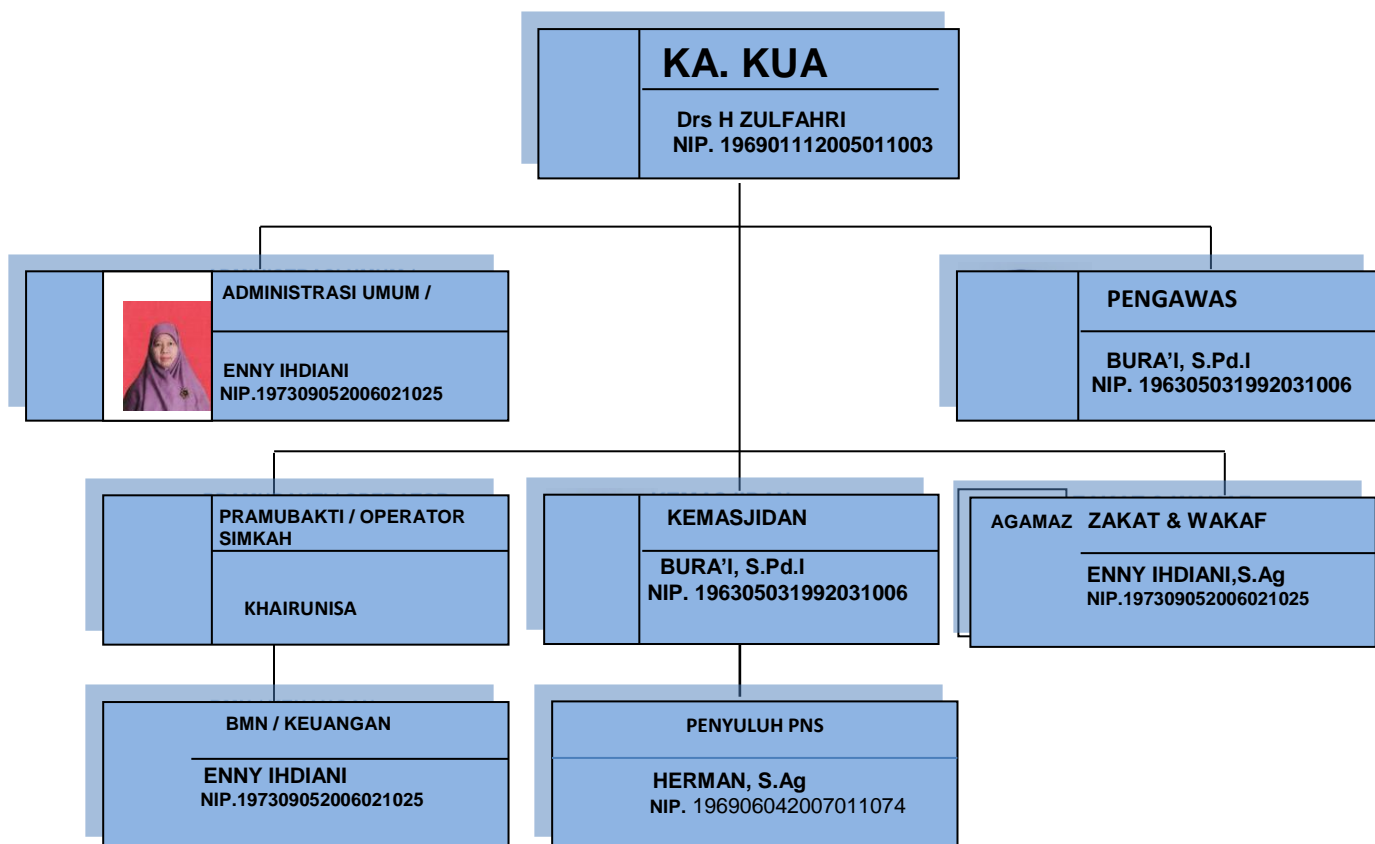 KA. KUA
Drs H ZULFAHRI
NIP. 196901112005011003
ADMINISTRASI UMUM /
ENNY IHDIANI
NIP.197309052006021025
PENGAWAS
BURA’I, S.Pd.I
NIP. 196305031992031006
PRAMUBAKTI / OPERATOR
SIMKAH
KHAIRUNISA
KEMASJIDAN
BURA’I, S.Pd.I
NIP. 196305031992031006
AGAMAZ ZAKAT & WAKAF
ENNY IHDIANI,S.Ag
NIP.197309052006021025
BMN / KEUANGAN
ENNY IHDIANI
NIP.197309052006021025
PENYULUH PNS
HERMAN, S.Ag
NIP. 196906042007011074